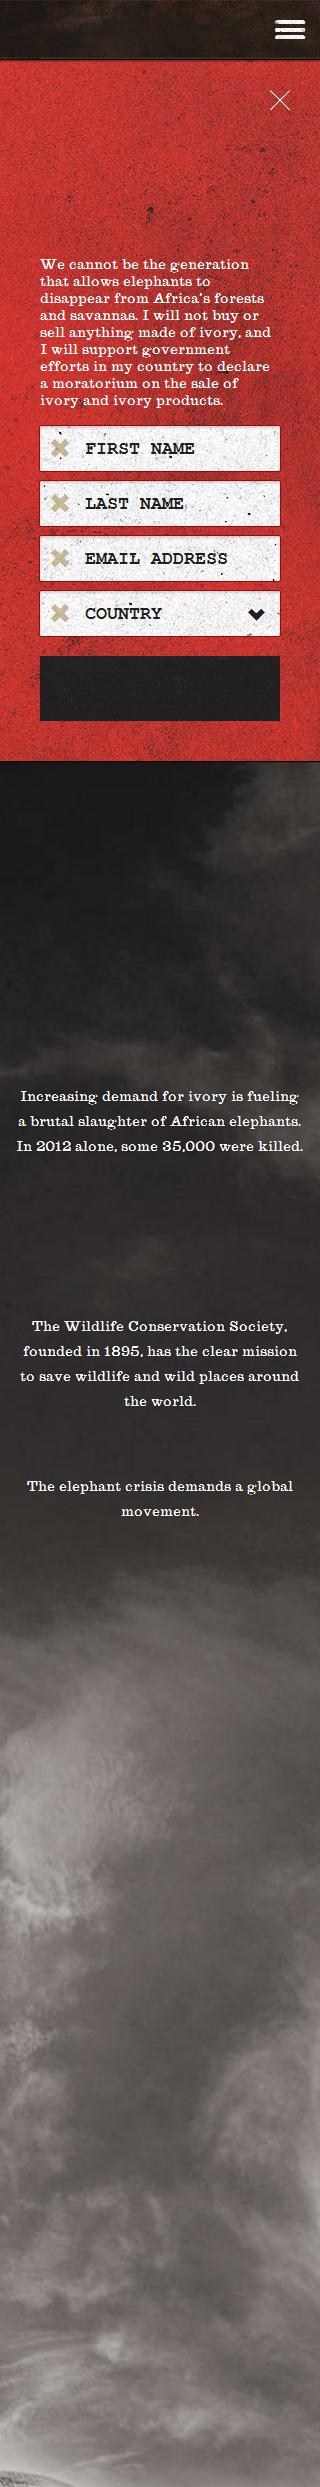 We cannot be the generation
that allows elephants to
disappear from Africa's forests
and savannas. I will not buy or
sell anything made of ivory, and
I will support government
efforts in my country to declare
a moratorium on the sale of
ivory and ivory products.
FIRST NAME
LAST NAME
EMAIL ADDRESS
COUNTRY
Increasing demand for ivory is fueling
a brutal slaughter of African elephants.
In 2012 alone, some 35,000 were killed.
The Wildlife Conservation Society,
founded in 1895, has the clear mission
to save wildlife and wild places around
the world.
The elephant crisis demands a global
movement.